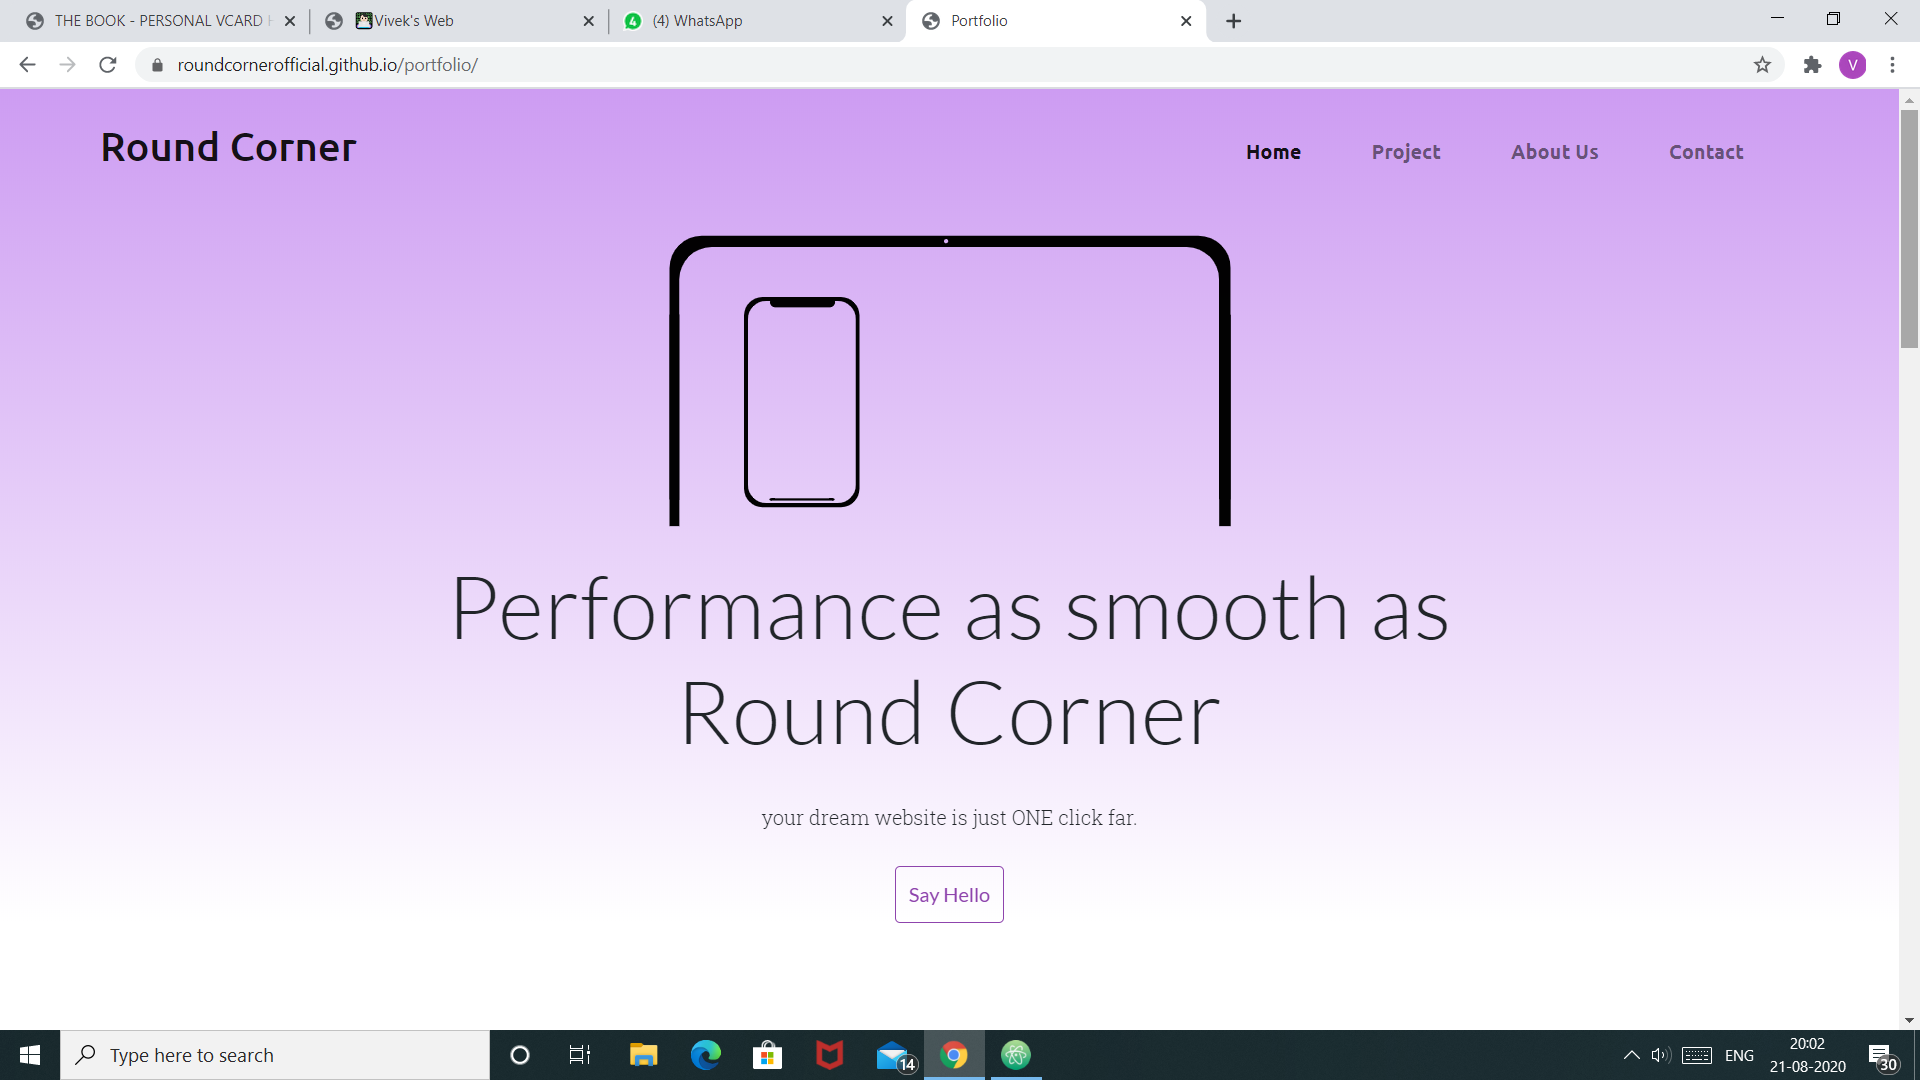 THE BOOK - PERSONAL VCARD
Vivek's Web
4
(4) WhatsApp
Portfolio
roundcornerofficial.github.io/portfolio/
V
Round Corner
Home
Project
About Us
Contact
Performance as smooth as
Round Corner
your dream website is just ONE click far.
Say Hello
Type here to search
14
ENG
20:02
21-08-2020
30